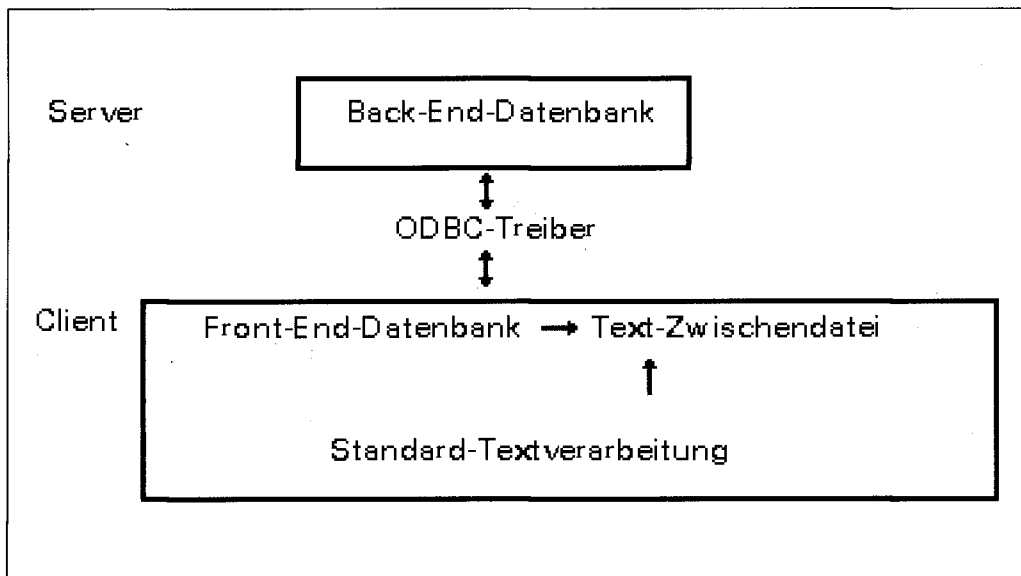 Server
Back-End-Datenbank
ODBC-Treiber
Client
Front-End-Datenbank
Text-Zwischendatei
Standard-Textverarbeitung